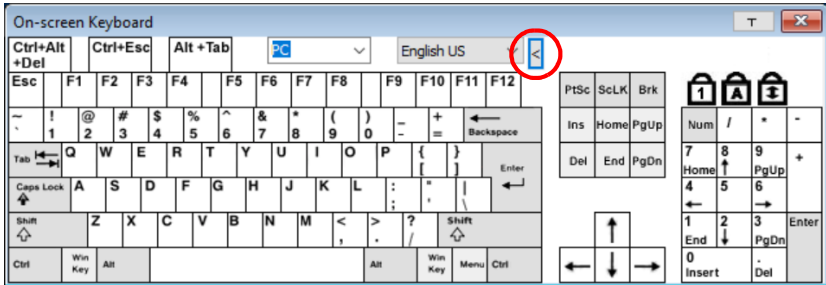 On-screen Keyboard
T
Ctrl+Alt +Del Ctrl+Esc Alt +Tab PC English US <
Esc F1 F2 F3 F4 F5 F6 F7 F8 F9 F10 F11 F12 PtSc ScLK Brk 1 A
~ ` ! 1 @ 2 # 3 $ 4 % 5 ^ 6 & 7 * 8 ( 9 ) 0 _ - + = Backspace Ins Home PgUp Num / * -
Tab Q W E R T Y U I O P { [ } ] Enter Del End PgDn 7 Home 8 ↑ 9 PgUp +
Caps Lock A S D F G H J K L : ; " ' | \ 4 ← 5 6 →
Shift Z X C V B N M < , > . ? / Shift ↑ 1 End 2 ↓ 3 PgDn Enter
Ctrl Win Key Alt Alt Win Key Menu Ctrl ← ↓ → 0 Insert . Del